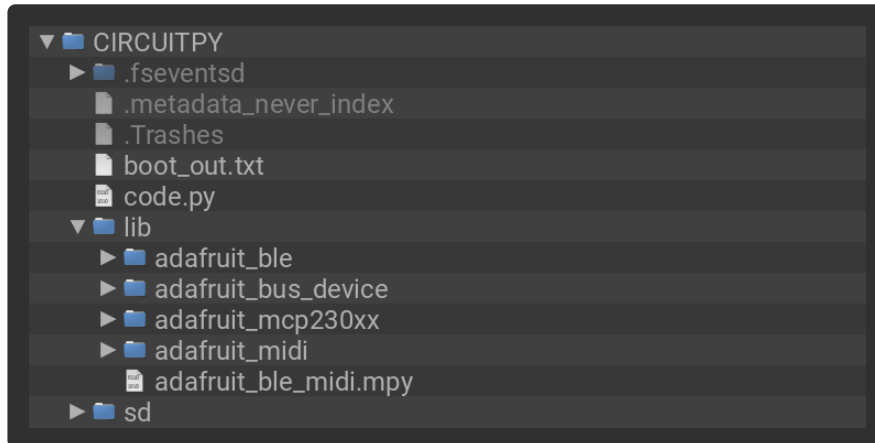 CIRCUITPY
.fseventsd
.metadata_never_index
.Trashes
boot_out.txt
code.py
lib
adafruit_ble
adafruit_bus_device
adafruit_mcp230xx
adafruit_midi
adafruit_ble_midi.mpy
sd